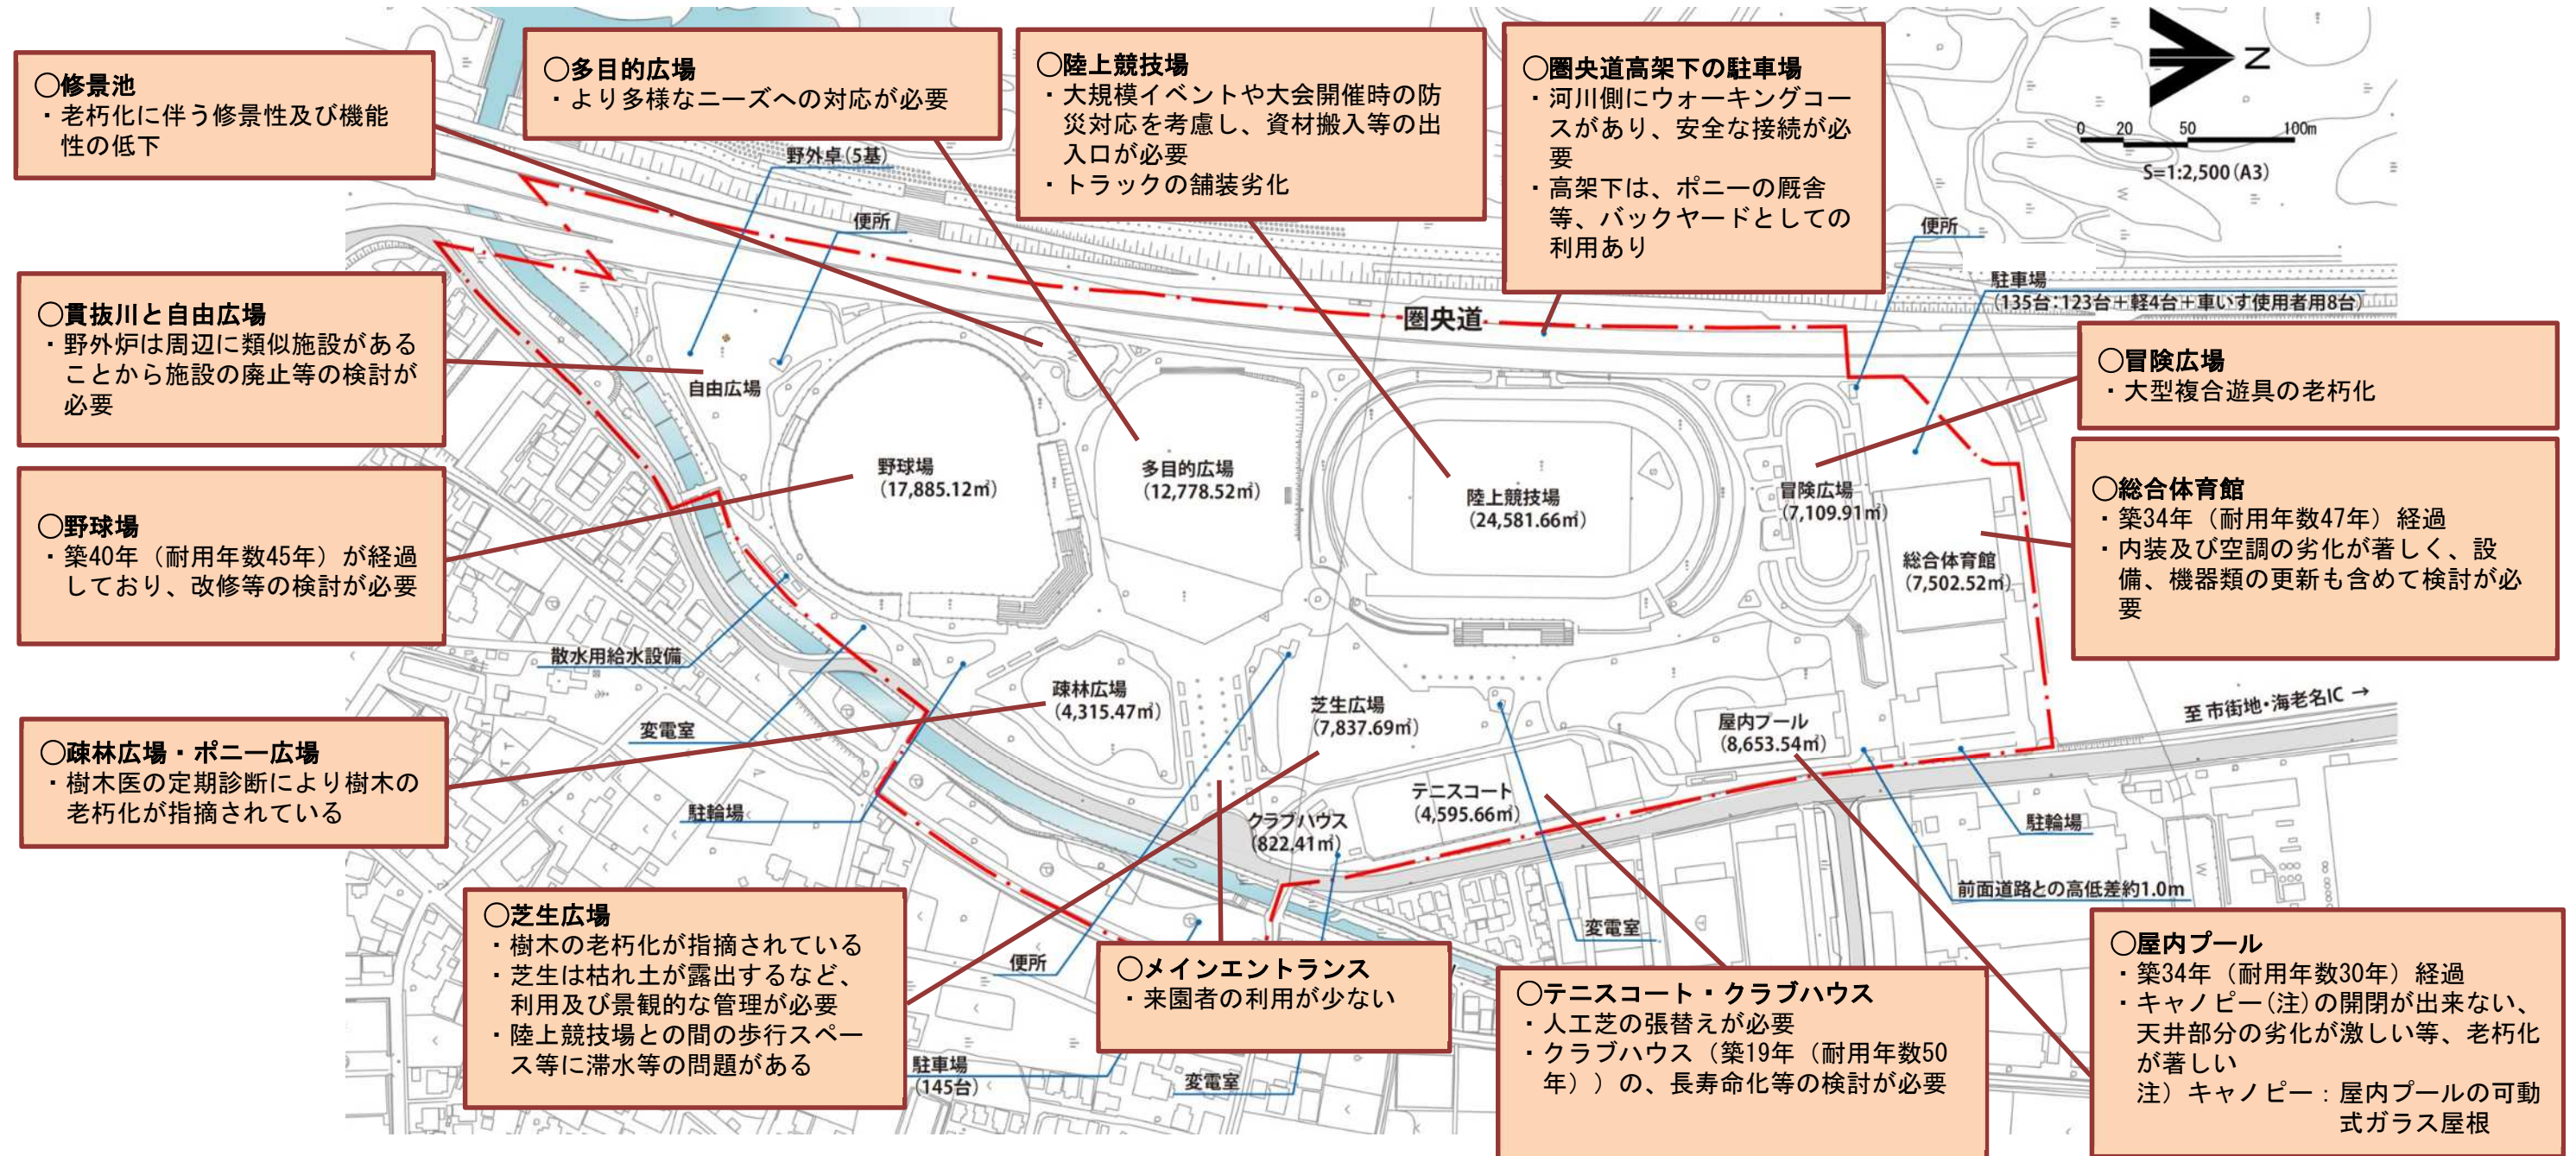 ○修景池
・老朽化に伴う修景性及び機能
性の低下
○多目的広場
・より多様なニーズへの対応が必要
○陸上競技場
・大規模イベントや大会開催時の防
災対応を考慮し、資材搬入等の出
入口が必要
・トラックの舗装劣化
○圏央道高架下の駐車場
・河川側にウォーキングコー
スがあり、安全な接続が必
要
・高架下は、ポニーの厩舎
等、バックヤードとしての
利用あり
N
0 20 50 100m
S=1:2,500(A3)
野外卓(5基)
便所
便所
駐車場
(135台:123台＋軽4台＋車いす使用者用8台)
圏央道
○貫抜川と自由広場
・野外炉は周辺に類似施設がある
ことから施設の廃止等の検討が
必要
自由広場
○冒険広場
・大型複合遊具の老朽化
○野球場
・築40年（耐用年数45年）が経過
しており、改修等の検討が必要
野球場
(17,885.12㎡)
多目的広場
(12,778.52㎡)
陸上競技場
(24,581.66㎡)
冒険広場
(7,109.91㎡)
総合体育館
(7,502.52㎡)
○総合体育館
・築34年（耐用年数47年）経過
・内装及び空調の劣化が著しく、設
備、機器類の更新も含めて検討が必
要
散水用給水設備
変電室
駐輪場
疎林広場
(4,315.47㎡)
芝生広場
(7,837.69㎡)
屋内プール
(8,653.54㎡)
テニスコート
(4,595.66㎡)
クラブハウス
(822.41㎡)
至 市街地・海老名IC →
駐輪場
前面道路との高低差約1.0m
○疎林広場・ポニー広場
・樹木医の定期診断により樹木の
老朽化が指摘されている
○芝生広場
・樹木の老朽化が指摘されている
・芝生は枯れ土が露出するなど、
利用及び景観的な管理が必要
・陸上競技場との間の歩行スペー
ス等に滞水等の問題がある
便所
駐車場
(145台)
○メインエントランス
・来園者の利用が少ない
変電室
変電室
○テニスコート・クラブハウス
・人工芝の張替えが必要
・クラブハウス（築19年（耐用年数50
年））の、長寿命化等の検討が必要
○屋内プール
・築34年（耐用年数30年）経過
・キャノピー(注)の開閉が出来ない、
天井部分の劣化が激しい等、老朽化
が著しい
注）キャノピー：屋内プールの可動
式ガラス屋根